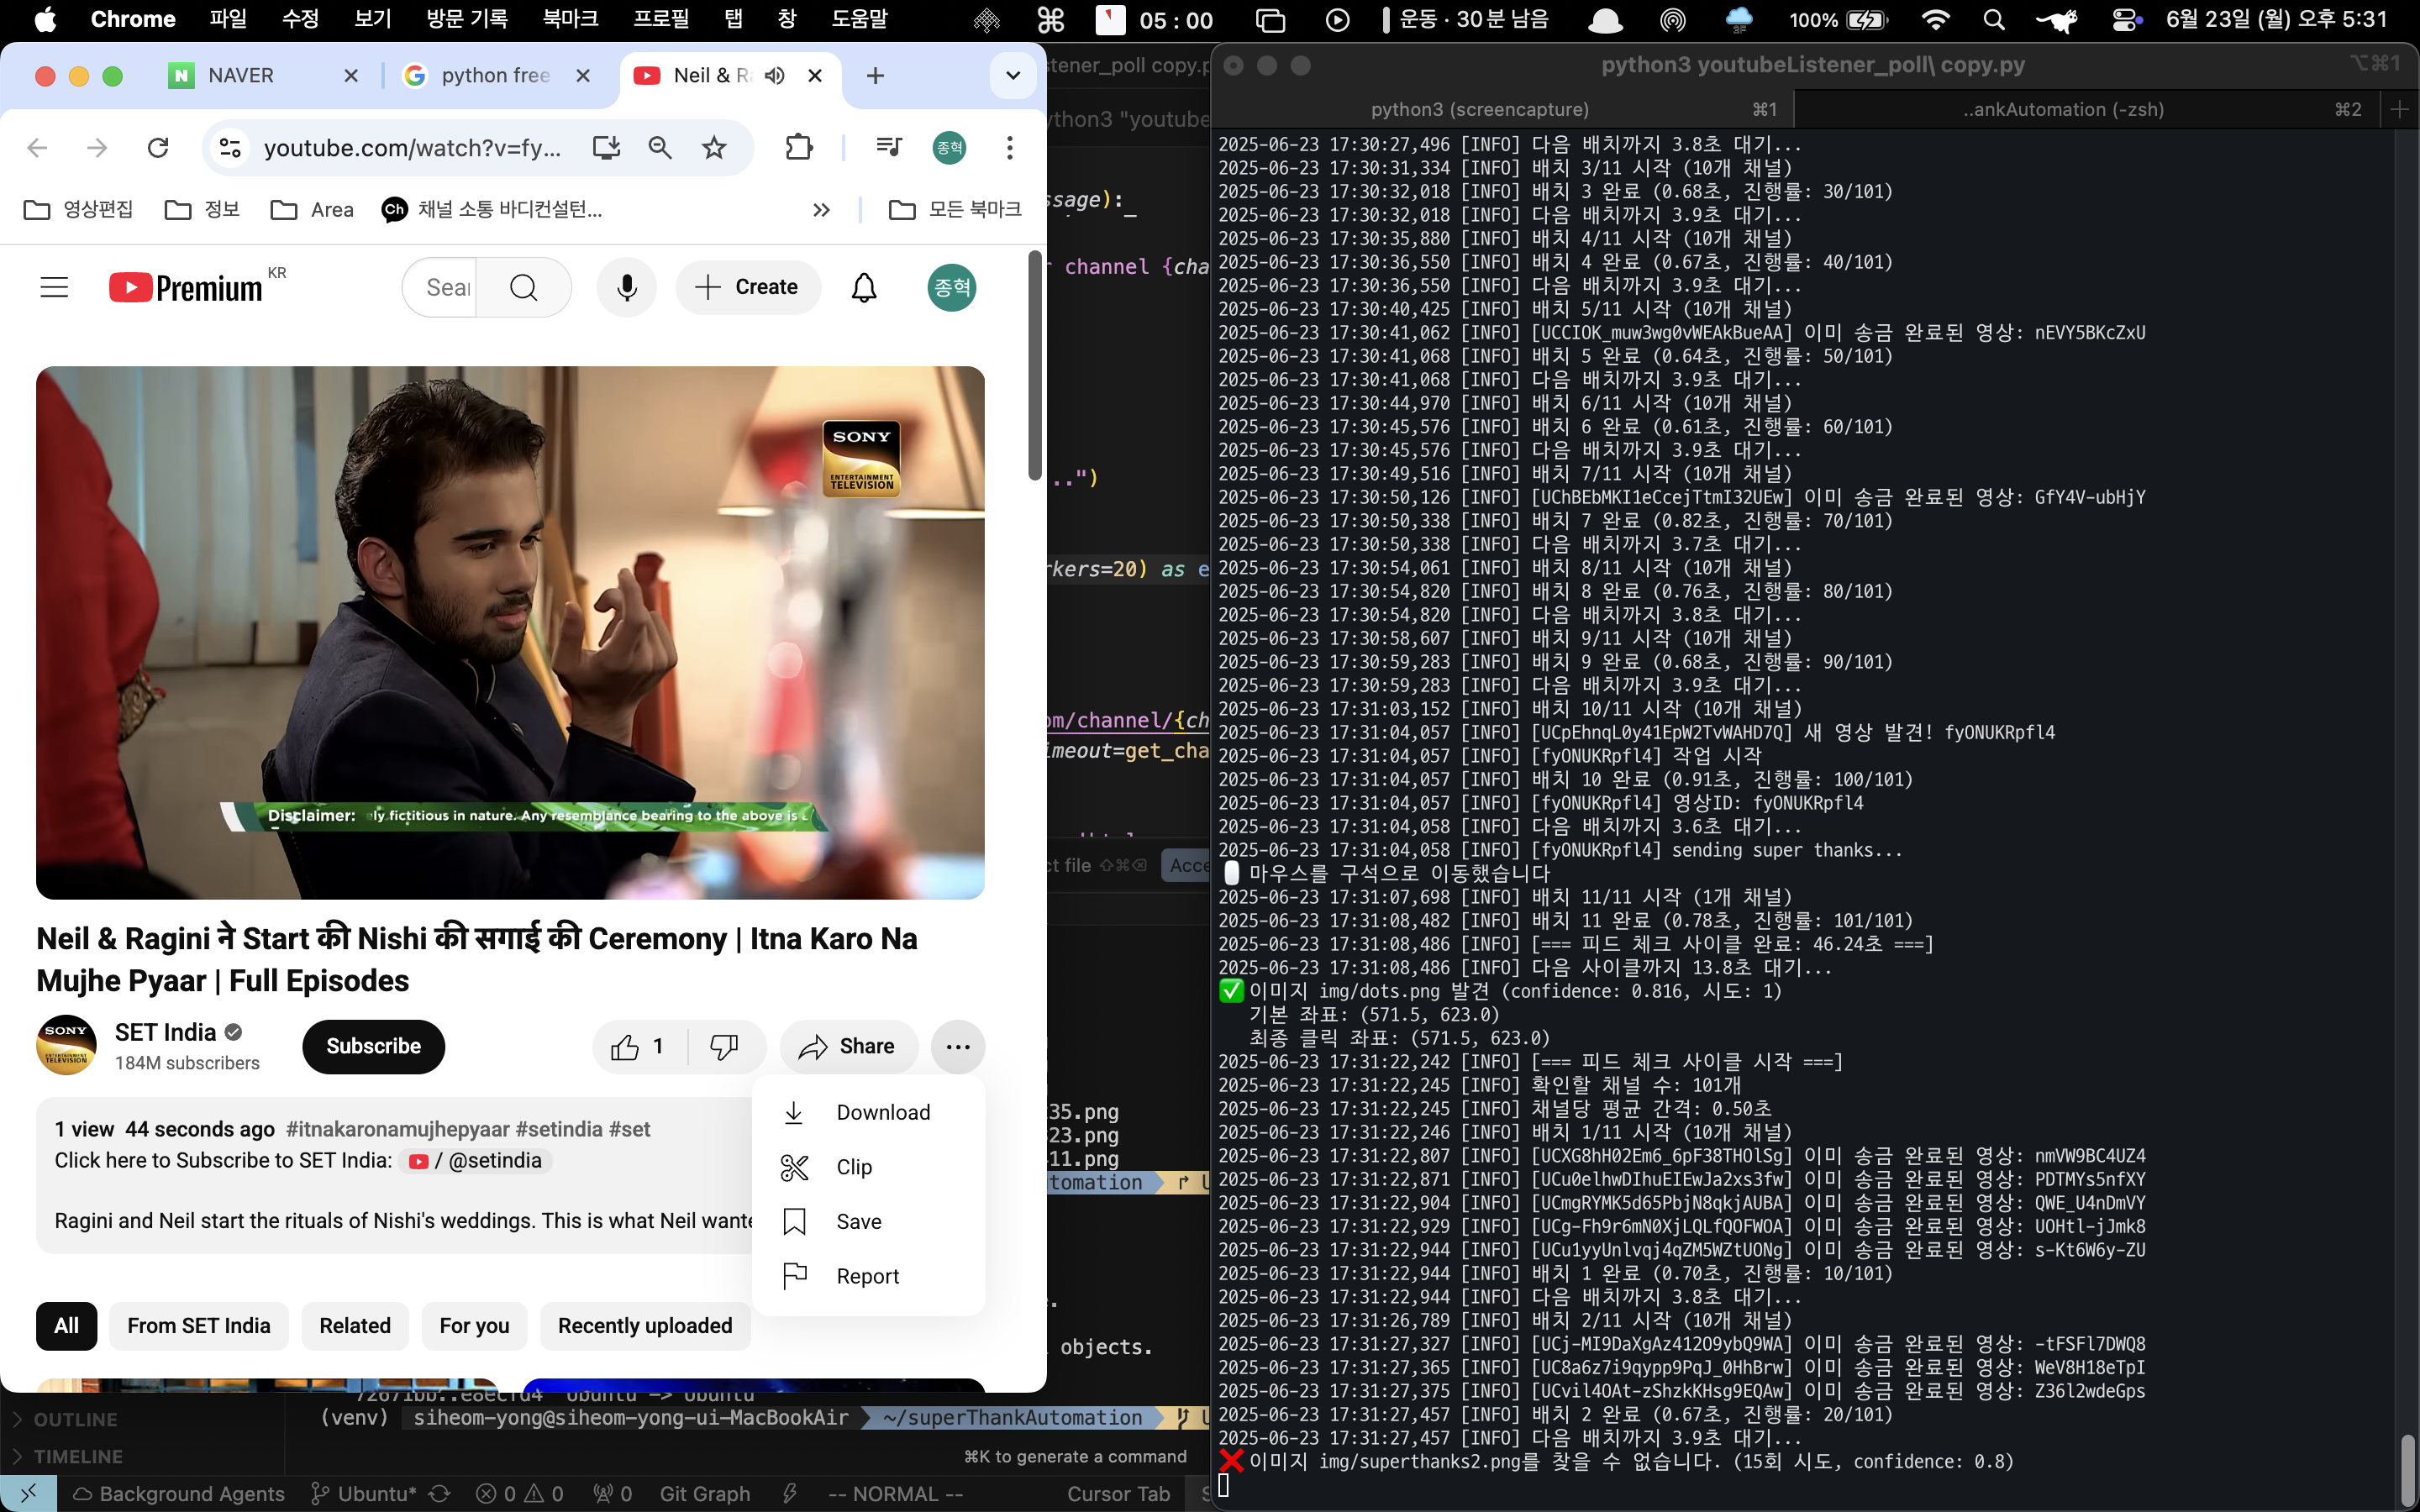 Chrome 파일 수정 보기 방문 기록 북마크 프로필 탭 창 도움말 05 : 00 운동 · 30분 남음 100% 6월 23일 (월) 오후 5:31
NAVER
python free
Neil & Ra
youtube.com/watch?v=fy...
종혁
영상편집
정보
Area
Ch 채널 소통 바디컨설턴...
모든 북마크
Premium KR
Sear
Create
종혁
SONY
ENTERTAINMENT
TELEVISION
Disclaimer: ly fictitious in nature. Any resemblance bearing to the above is
Neil & Ragini ने Start की Nishi की सगाई की Ceremony | Itna Karo Na
Mujhe Pyaar | Full Episodes
SONY
SET India
184M subscribers
Subscribe
1
Share
Download
Clip
Save
Report
1 view 44 seconds ago #itnakaronamujhepyaar #setindia #set
Click here to Subscribe to SET India: / @setindia
Ragini and Neil start the rituals of Nishi's weddings. This is what Neil wante
All
From SET India
Related
For you
Recently uploaded
stener_poll copy.p
ython3 "youtube
ssage):
r channel {cha
..")
rkers=20) as e
om/channel/{ch
imeout=get_cha
ct file
Acce
35.png
23.png
11.png
tomation
objects.
Ubuntu -> Ubuntu
(venv) siheom-yong@siheom-yong-ui-MacBookAir ~/superThankAutomation
OUTLINE
TIMELINE
⌘K to generate a command
Background Agents Ubuntu* 0 0 0 Git Graph -- NORMAL -- Cursor Tab
python3 youtubeListener_poll\ copy.py ⌥⌘1
python3 (screencapture) ⌘1 ..ankAutomation (-zsh) ⌘2
2025-06-23 17:30:27,496 [INFO] 다음 배치까지 3.8초 대기...
2025-06-23 17:30:31,334 [INFO] 배치 3/11 시작 (10개 채널)
2025-06-23 17:30:32,018 [INFO] 배치 3 완료 (0.68초, 진행률: 30/101)
2025-06-23 17:30:32,018 [INFO] 다음 배치까지 3.9초 대기...
2025-06-23 17:30:35,880 [INFO] 배치 4/11 시작 (10개 채널)
2025-06-23 17:30:36,550 [INFO] 배치 4 완료 (0.67초, 진행률: 40/101)
2025-06-23 17:30:36,550 [INFO] 다음 배치까지 3.9초 대기...
2025-06-23 17:30:40,425 [INFO] 배치 5/11 시작 (10개 채널)
2025-06-23 17:30:41,062 [INFO] [UCCIOK_muw3wg0vWEAkBueAA] 이미 송금 완료된 영상: nEVY5BKcZxU
2025-06-23 17:30:41,068 [INFO] 배치 5 완료 (0.64초, 진행률: 50/101)
2025-06-23 17:30:41,068 [INFO] 다음 배치까지 3.9초 대기...
2025-06-23 17:30:44,970 [INFO] 배치 6/11 시작 (10개 채널)
2025-06-23 17:30:45,576 [INFO] 배치 6 완료 (0.61초, 진행률: 60/101)
2025-06-23 17:30:45,576 [INFO] 다음 배치까지 3.9초 대기...
2025-06-23 17:30:49,516 [INFO] 배치 7/11 시작 (10개 채널)
2025-06-23 17:30:50,126 [INFO] [UChBEbMKI1eCcejTtmI32UEw] 이미 송금 완료된 영상: GfY4V-ubHjY
2025-06-23 17:30:50,338 [INFO] 배치 7 완료 (0.82초, 진행률: 70/101)
2025-06-23 17:30:50,338 [INFO] 다음 배치까지 3.7초 대기...
2025-06-23 17:30:54,061 [INFO] 배치 8/11 시작 (10개 채널)
2025-06-23 17:30:54,820 [INFO] 배치 8 완료 (0.76초, 진행률: 80/101)
2025-06-23 17:30:54,820 [INFO] 다음 배치까지 3.8초 대기...
2025-06-23 17:30:58,607 [INFO] 배치 9/11 시작 (10개 채널)
2025-06-23 17:30:59,283 [INFO] 배치 9 완료 (0.68초, 진행률: 90/101)
2025-06-23 17:30:59,283 [INFO] 다음 배치까지 3.9초 대기...
2025-06-23 17:31:03,152 [INFO] 배치 10/11 시작 (10개 채널)
2025-06-23 17:31:04,057 [INFO] [UCpEhnqL0y41EpW2TvWAHD7Q] 새 영상 발견! fyONUKRpfl4
2025-06-23 17:31:04,057 [INFO] [fyONUKRpfl4] 작업 시작
2025-06-23 17:31:04,057 [INFO] 배치 10 완료 (0.91초, 진행률: 100/101)
2025-06-23 17:31:04,057 [INFO] [fyONUKRpfl4] 영상ID: fyONUKRpfl4
2025-06-23 17:31:04,058 [INFO] 다음 배치까지 3.6초 대기...
2025-06-23 17:31:04,058 [INFO] [fyONUKRpfl4] sending super thanks...
마우스를 구석으로 이동했습니다
2025-06-23 17:31:07,698 [INFO] 배치 11/11 시작 (1개 채널)
2025-06-23 17:31:08,482 [INFO] 배치 11 완료 (0.78초, 진행률: 101/101)
2025-06-23 17:31:08,486 [INFO] [=== 피드 체크 사이클 완료: 46.24초 ===]
2025-06-23 17:31:08,486 [INFO] 다음 사이클까지 13.8초 대기...
✅ 이미지 img/dots.png 발견 (confidence: 0.816, 시도: 1)
기본 좌표: (571.5, 623.0)
최종 클릭 좌표: (571.5, 623.0)
2025-06-23 17:31:22,242 [INFO] [=== 피드 체크 사이클 시작 ===]
2025-06-23 17:31:22,245 [INFO] 확인할 채널 수: 101개
2025-06-23 17:31:22,245 [INFO] 채널당 평균 간격: 0.50초
2025-06-23 17:31:22,246 [INFO] 배치 1/11 시작 (10개 채널)
2025-06-23 17:31:22,807 [INFO] [UCXG8hH02Em6_6pF38THOlSg] 이미 송금 완료된 영상: nmVW9BC4UZ4
2025-06-23 17:31:22,871 [INFO] [UCu0elhwDIhuEIEwJa2xs3fw] 이미 송금 완료된 영상: PDTMYs5nfXY
2025-06-23 17:31:22,904 [INFO] [UCmgRYMK5d65PbjN8qkjAUBA] 이미 송금 완료된 영상: QWE_U4nDmVY
2025-06-23 17:31:22,929 [INFO] [UCg-Fh9r6mN0XjLQLfQOFWOA] 이미 송금 완료된 영상: UOHtl-jJmk8
2025-06-23 17:31:22,944 [INFO] [UCu1yyUnlvqj4qZM5WZtUONg] 이미 송금 완료된 영상: s-Kt6W6y-ZU
2025-06-23 17:31:22,944 [INFO] 배치 1 완료 (0.70초, 진행률: 10/101)
2025-06-23 17:31:22,944 [INFO] 다음 배치까지 3.8초 대기...
2025-06-23 17:31:26,789 [INFO] 배치 2/11 시작 (10개 채널)
2025-06-23 17:31:27,327 [INFO] [UCj-MI9DaXgAz412O9ybQ9WA] 이미 송금 완료된 영상: -tFSFl7DWQ8
2025-06-23 17:31:27,365 [INFO] [UC8a6z7i9qypp9PqJ_0HhBrw] 이미 송금 완료된 영상: WeV8H18eTpI
2025-06-23 17:31:27,375 [INFO] [UCvil4OAt-zShzkKHsg9EQAw] 이미 송금 완료된 영상: Z36l2wdeGps
2025-06-23 17:31:27,457 [INFO] 배치 2 완료 (0.67초, 진행률: 20/101)
2025-06-23 17:31:27,457 [INFO] 다음 배치까지 3.9초 대기...
❌ 이미지 img/superthanks2.png를 찾을 수 없습니다. (15회 시도, confidence: 0.8)